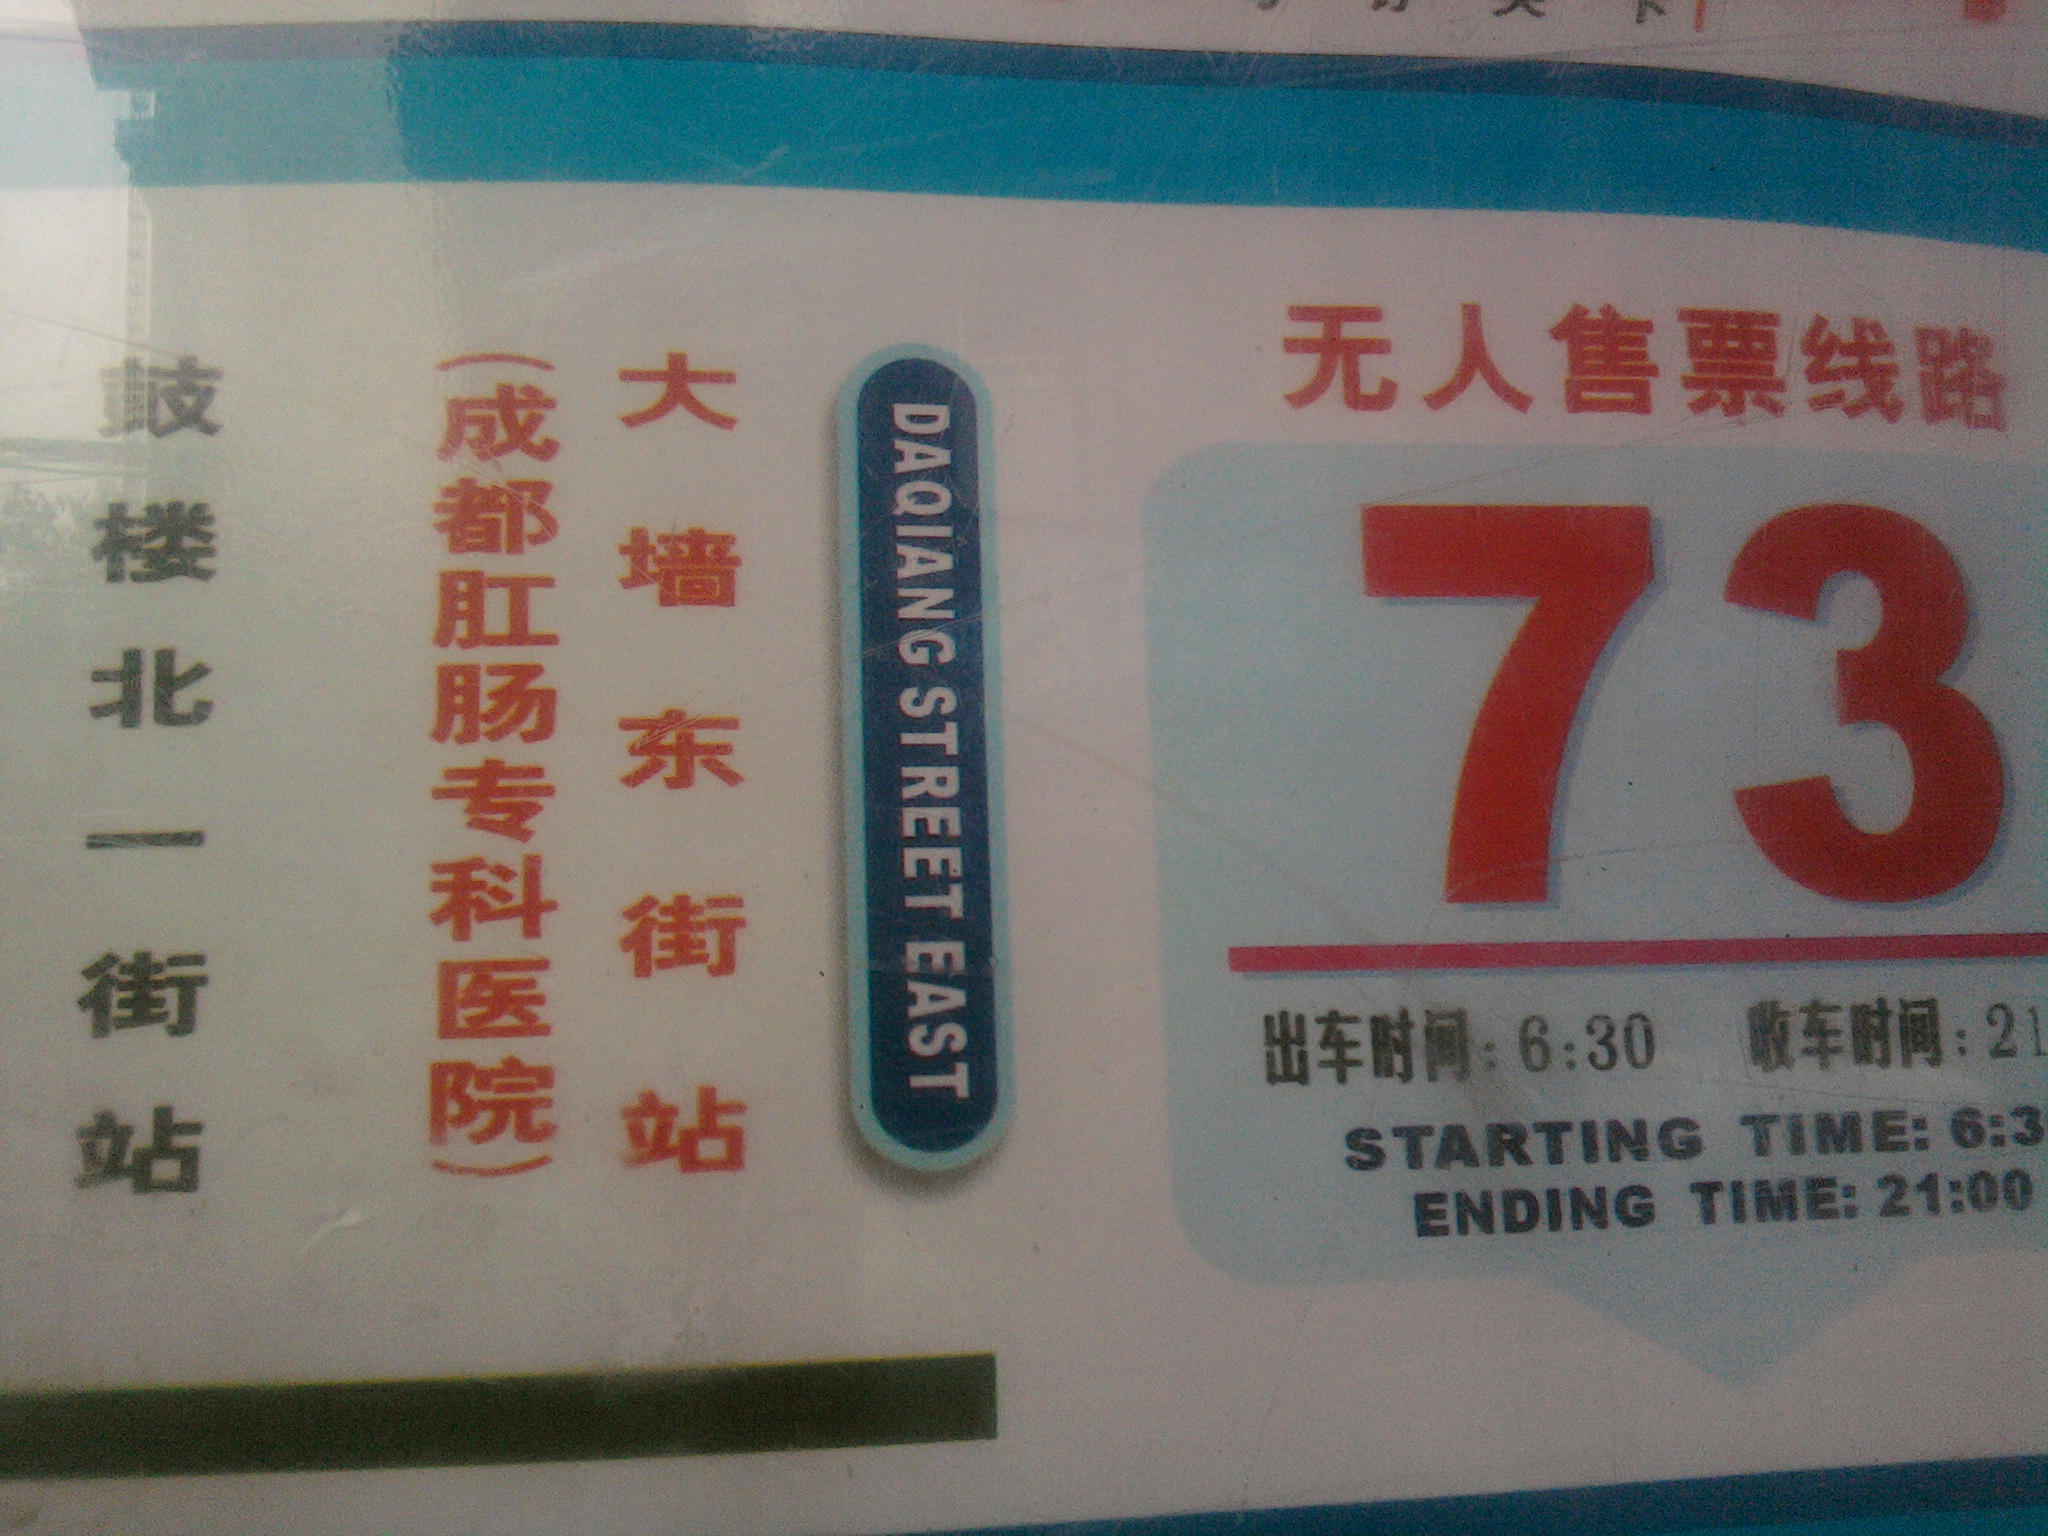 无人售票线路
73
出车时间:6:30 收车时间:21
STARTING TIME: 6:3
ENDING TIME: 21:00
DAQIANG STREET EAST
大墙东街站
(成都肛肠专科医院)
鼓楼北一街站